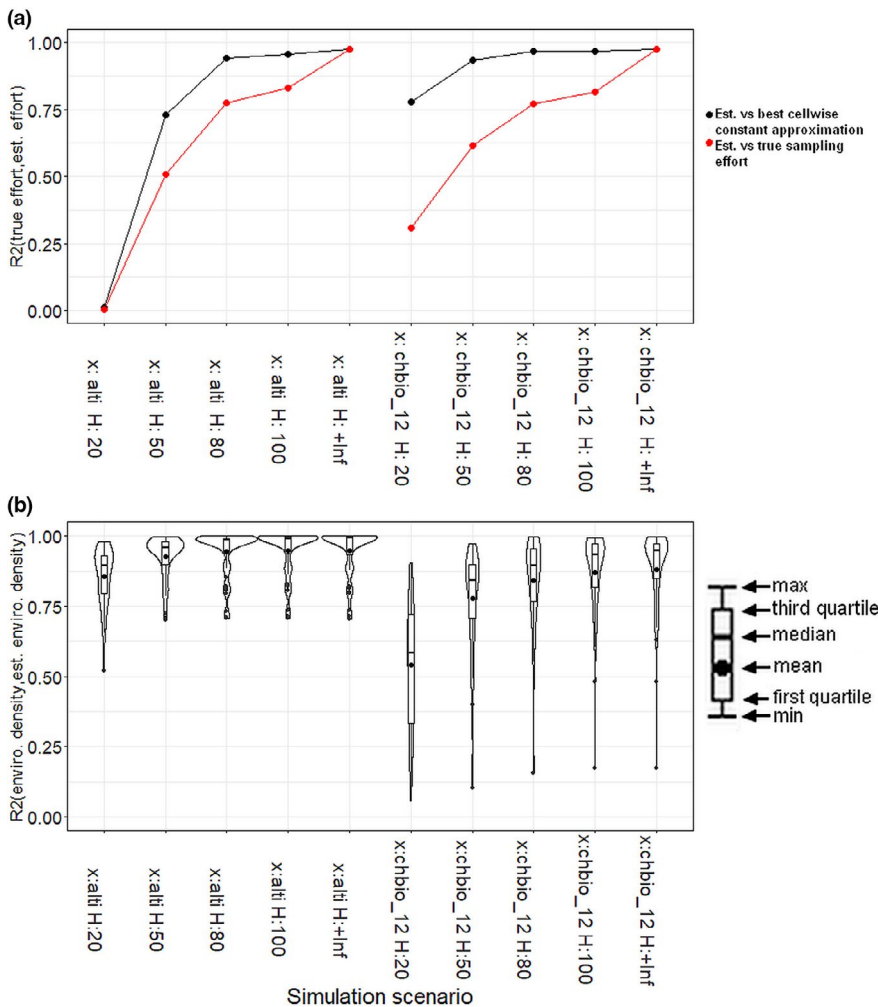 (a)
R2(true effort,est. effort)
1.00
0.75
0.50
0.25
0.00
x: alti H: 20
x: alti H: 50
x: alti H: 80
x: alti H: 100
x: alti H: +Inf
x: chbio_12 H: 20
x: chbio_12 H: 50
x: chbio_12 H: 80
x: chbio_12 H: 100
x: chbio_12 H: +Inf
Est. vs best cellwise
constant approximation
Est. vs true sampling
effort
(b)
R2(enviro. density,est. enviro. density)
1.00
0.75
0.50
0.25
0.00
x:alti H:20
x:alti H:50
x:alti H:80
x:alti H:100
x:alti H:+Inf
x:chbio_12 H:20
x:chbio_12 H:50
x:chbio_12 H:80
x:chbio_12 H:100
x:chbio_12 H:+Inf
Simulation scenario
max
third quartile
median
mean
first quartile
min